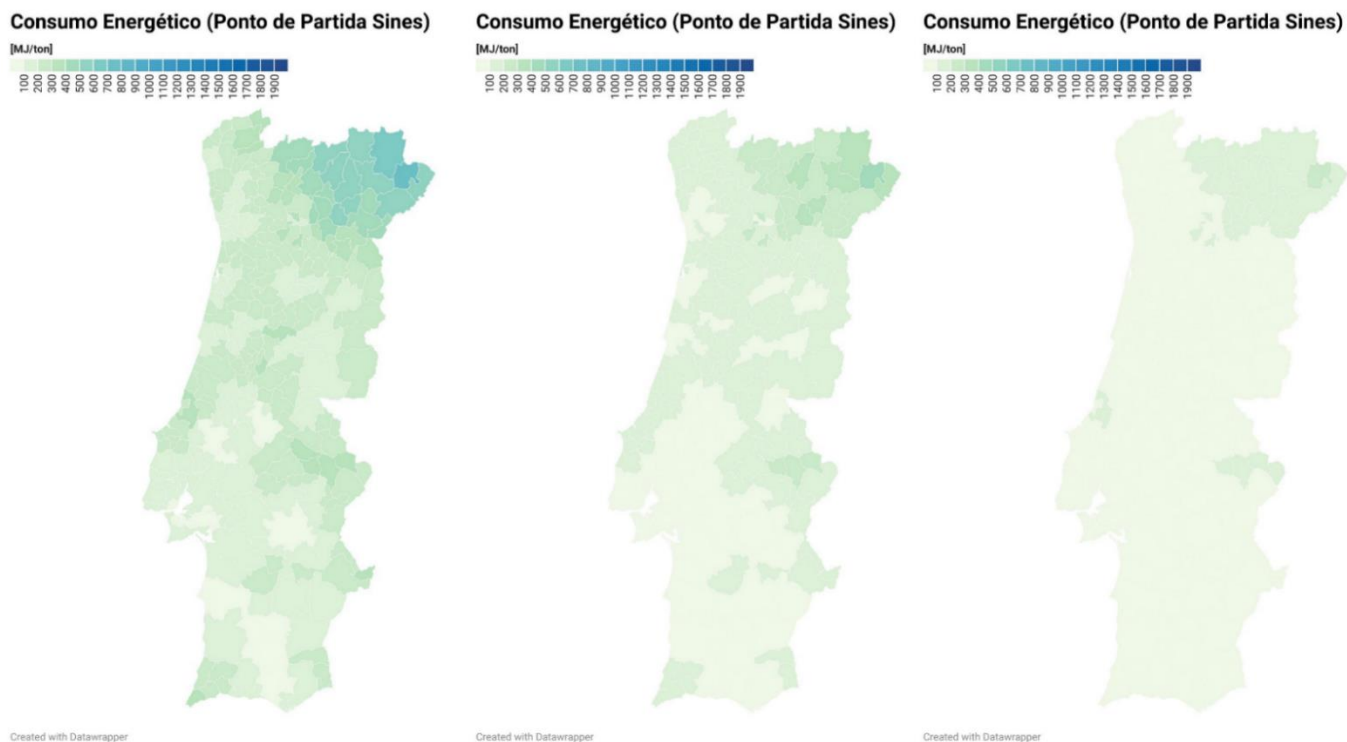 Consumo Energético (Ponto de Partida Sines)
[MJ/ton]
100 200 300 400 500 600 700 800 900 1000 1100 1200 1300 1400 1500 1600 1700 1800 1900
Created with Datawrapper
Consumo Energético (Ponto de Partida Sines)
[MJ/ton]
100 200 300 400 500 600 700 800 900 1000 1100 1200 1300 1400 1500 1600 1700 1800 1900
Created with Datawrapper
Consumo Energético (Ponto de Partida Sines)
[MJ/ton]
100 200 300 400 500 600 700 800 900 1000 1100 1200 1300 1400 1500 1600 1700 1800 1900
Created with Datawrapper